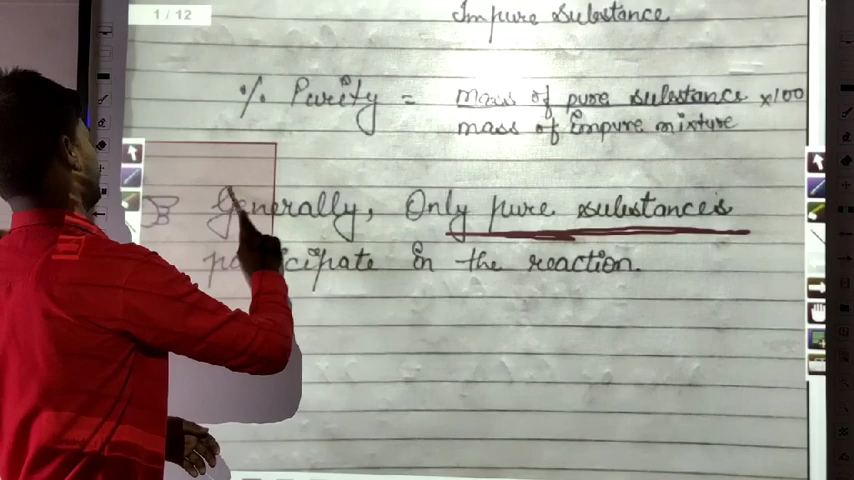 1 / 12
Impure Substance
% Purity = mass of pure substance x100
mass of impure mixture
Generally, Only pure substances
participate in the reaction.